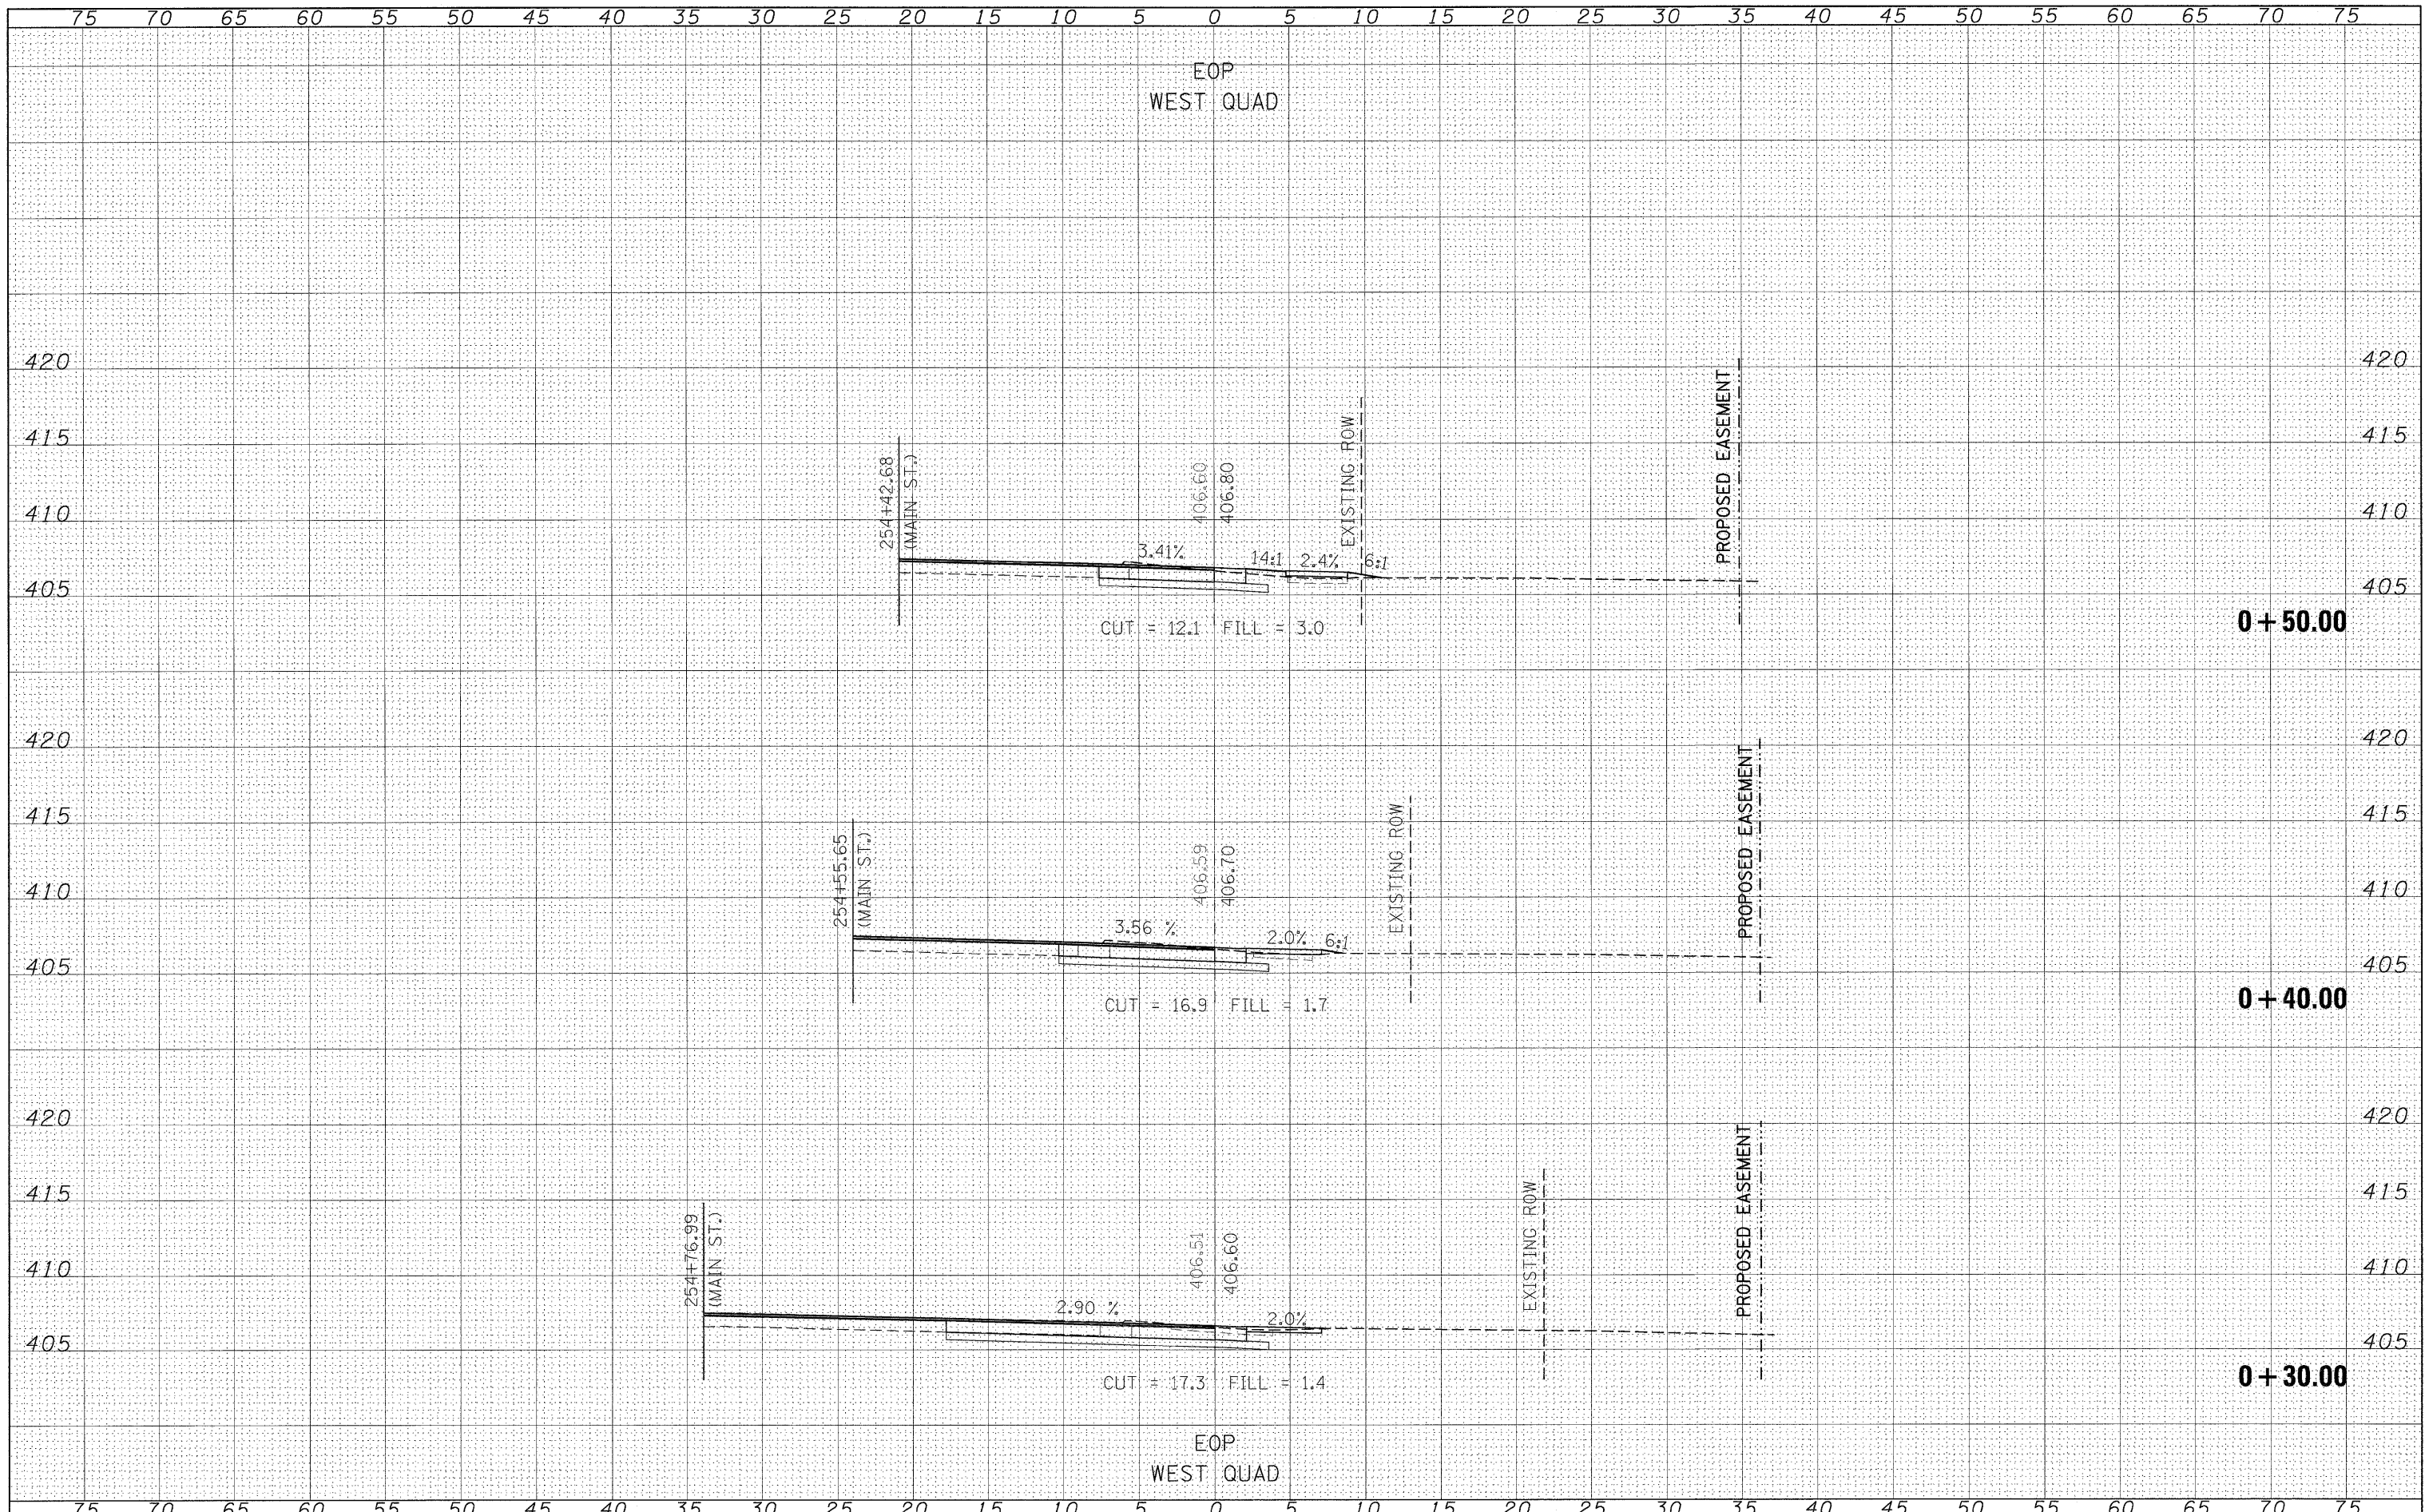 75 70 65 60 55 50 45 40 35 30 25 20 15 10 5 0 5 10 15 20 25 30 35 40 45 50 55 60 65 70 75
EOP
WEST QUAD
420 420
415 415
410 410
405 405
254+42.68
(MAIN ST.)
406.60
406.80
EXISTING ROW
PROPOSED EASEMENT
3.41% 14:1 2.4% 6:1
CUT = 12.1 FILL = 3.0
0+50.00
420 420
415 415
410 410
405 405
254+55.65
(MAIN ST.)
406.59
406.70
EXISTING ROW
PROPOSED EASEMENT
3.56 % 2.0% 6:1
CUT = 16.9 FILL = 1.7
0+40.00
420 420
415 415
410 410
405 405
254+76.99
(MAIN ST.)
406.51
406.60
EXISTING ROW
PROPOSED EASEMENT
2.90 % 2.0%
CUT = 17.3 FILL = 1.4
0+30.00
EOP
WEST QUAD
75 70 65 60 55 50 45 40 35 30 25 20 15 10 5 0 5 10 15 20 25 30 35 40 45 50 55 60 65 70 75